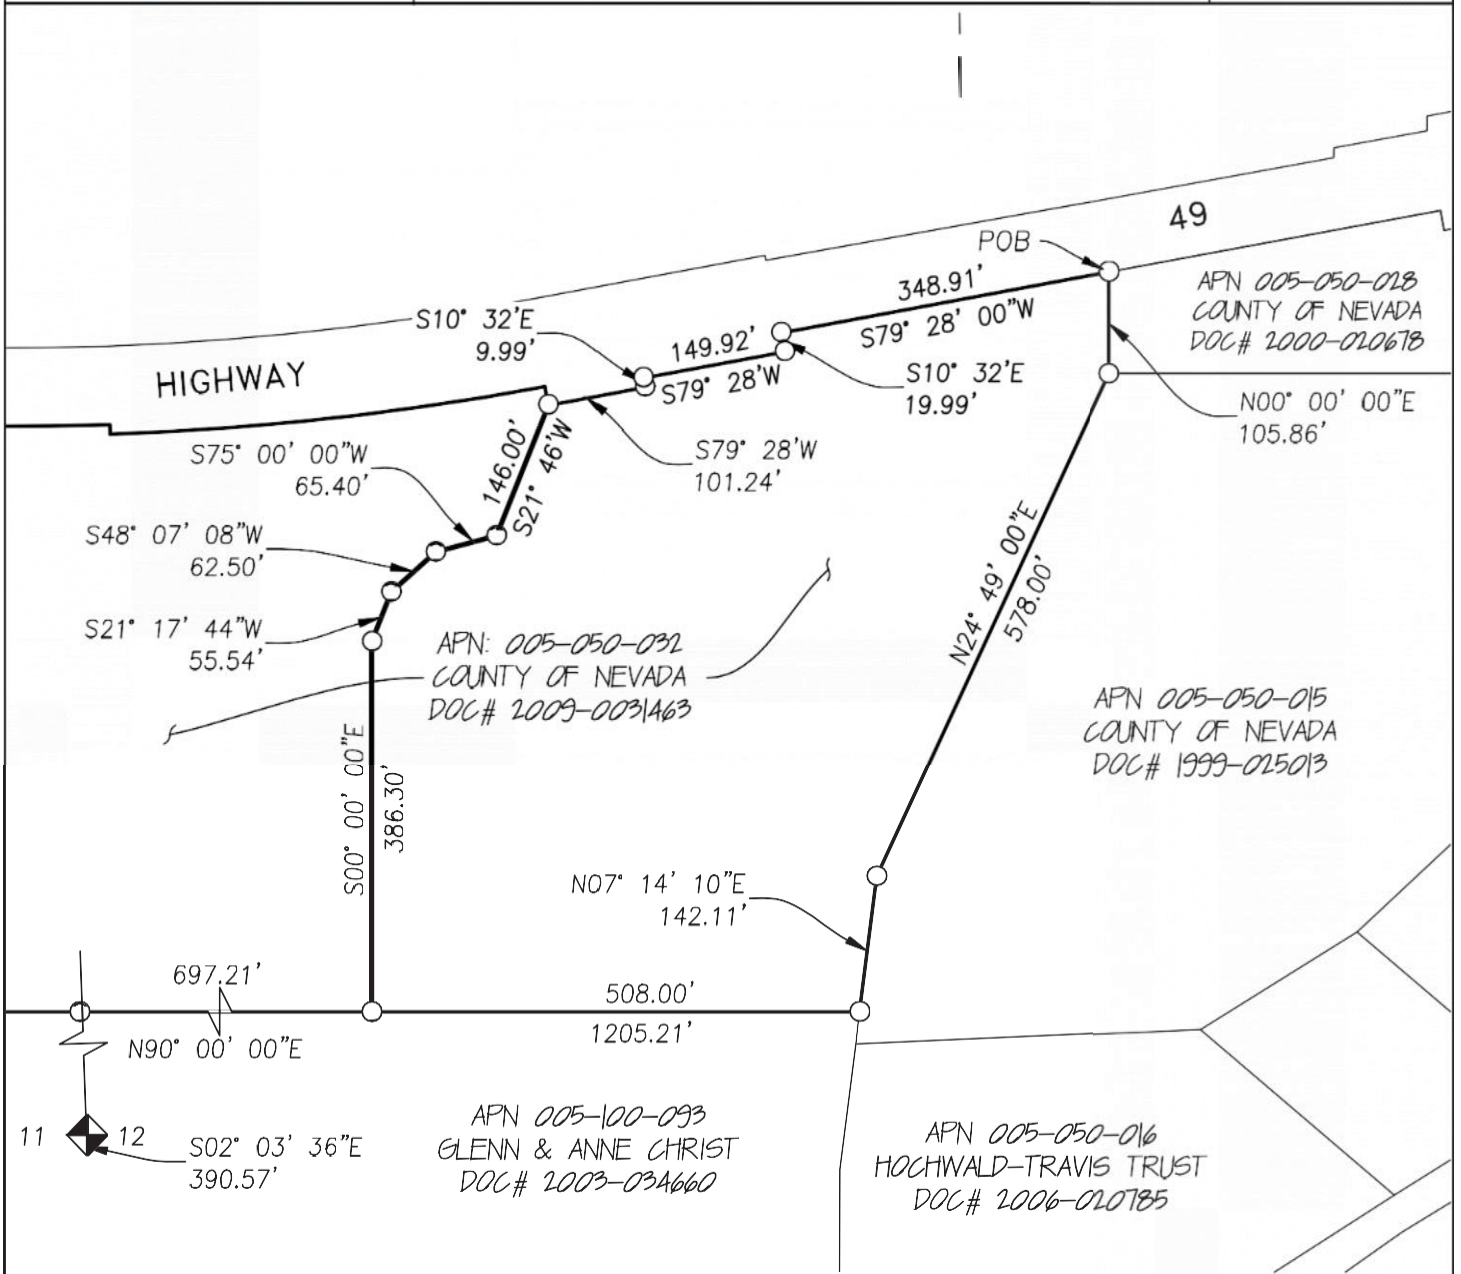 49
POB
348.91'
S79° 28' 00"W
APN 005-050-028
COUNTY OF NEVADA
DOC# 2000-020678
S10° 32'E
9.99'
149.92'
S79° 28'W
S10° 32'E
19.99'
HIGHWAY
N00° 00' 00"E
105.86'
S79° 28'W
101.24'
146.00'
S21° 46'W
S75° 00' 00"W
65.40'
S48° 07' 08"W
62.50'
S21° 17' 44"W
55.54'
N24° 49' 00"E
578.00'
APN: 005-050-032
COUNTY OF NEVADA
DOC# 2009-0031463
APN 005-050-015
COUNTY OF NEVADA
DOC# 1999-025013
S00° 00' 00"E
386.30'
N07° 14' 10"E
142.11'
697.21'
N90° 00' 00"E
508.00'
1205.21'
11
12
S02° 03' 36"E
390.57'
APN 005-100-093
GLENN & ANNE CHRIST
DOC# 2003-034660
APN 005-050-016
HOCHWALD-TRAVIS TRUST
DOC# 2006-020785